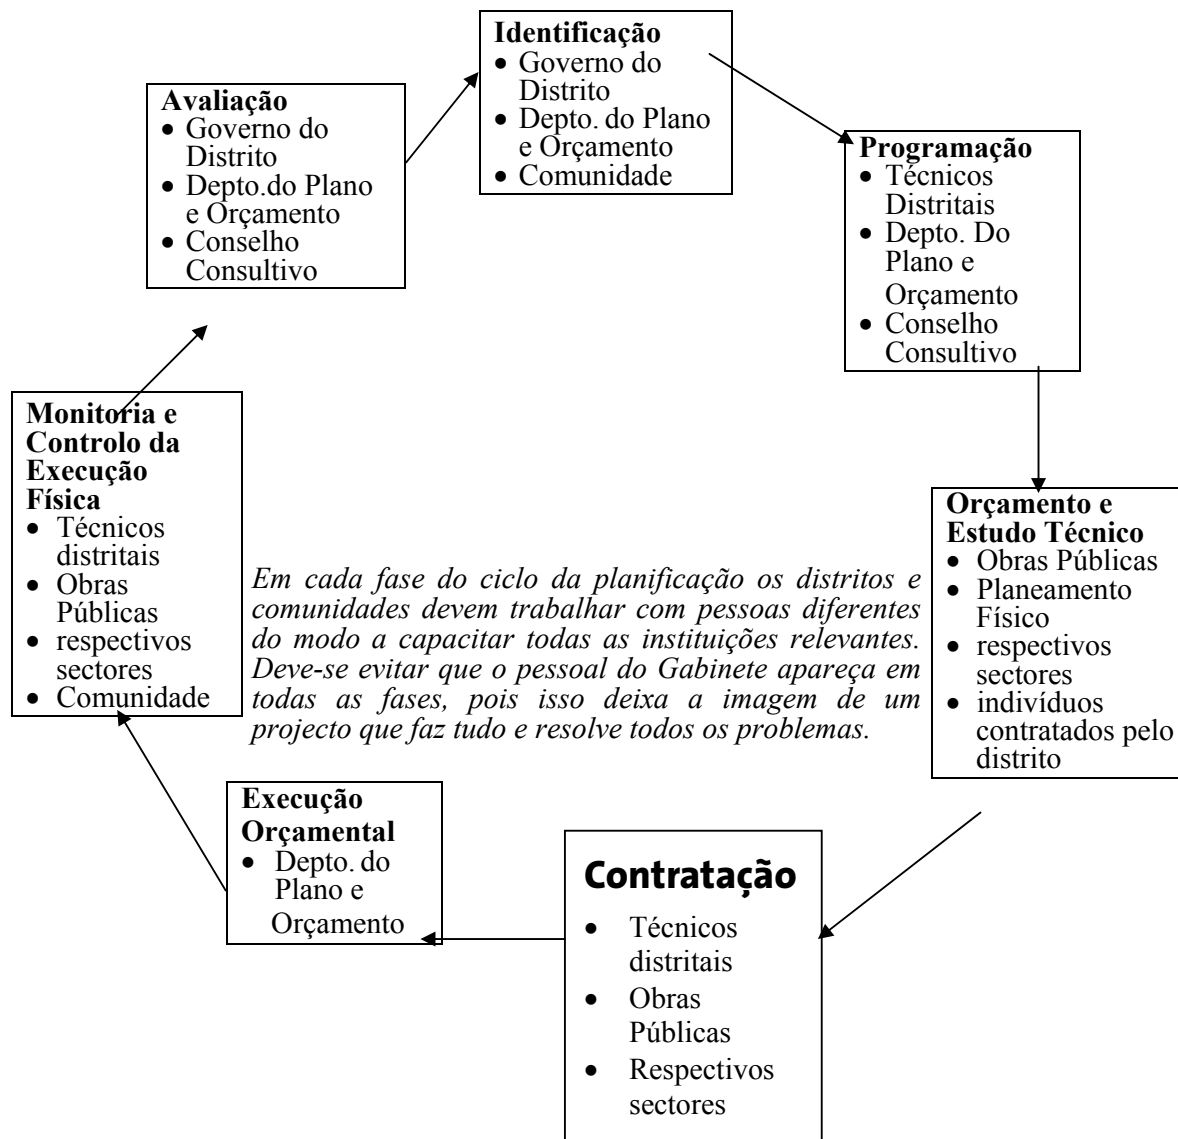 Identificação
• Governo do
Distrito
• Depto. do Plano
e Orçamento
• Comunidade
Avaliação
• Governo do
Distrito
• Depto.do Plano
e Orçamento
• Conselho
Consultivo
Programação
• Técnicos
Distritais
• Depto. Do
Plano e
Orçamento
• Conselho
Consultivo
Monitoria e
Controlo da
Execução
Física
• Técnicos
distritais
• Obras
Públicas
• respectivos
sectores
• Comunidade
Em cada fase do ciclo da planificação os distritos e
comunidades devem trabalhar com pessoas diferentes
do modo a capacitar todas as instituições relevantes.
Deve-se evitar que o pessoal do Gabinete apareça em
todas as fases, pois isso deixa a imagem de um
projecto que faz tudo e resolve todos os problemas.
Orçamento e
Estudo Técnico
• Obras Públicas
• Planeamento
Físico
• respectivos
sectores
• indivíduos
contratados pelo
distrito
Execução
Orçamental
• Depto. do
Plano e
Orçamento
Contratação
• Técnicos
distritais
• Obras
Públicas
• Respectivos
sectores